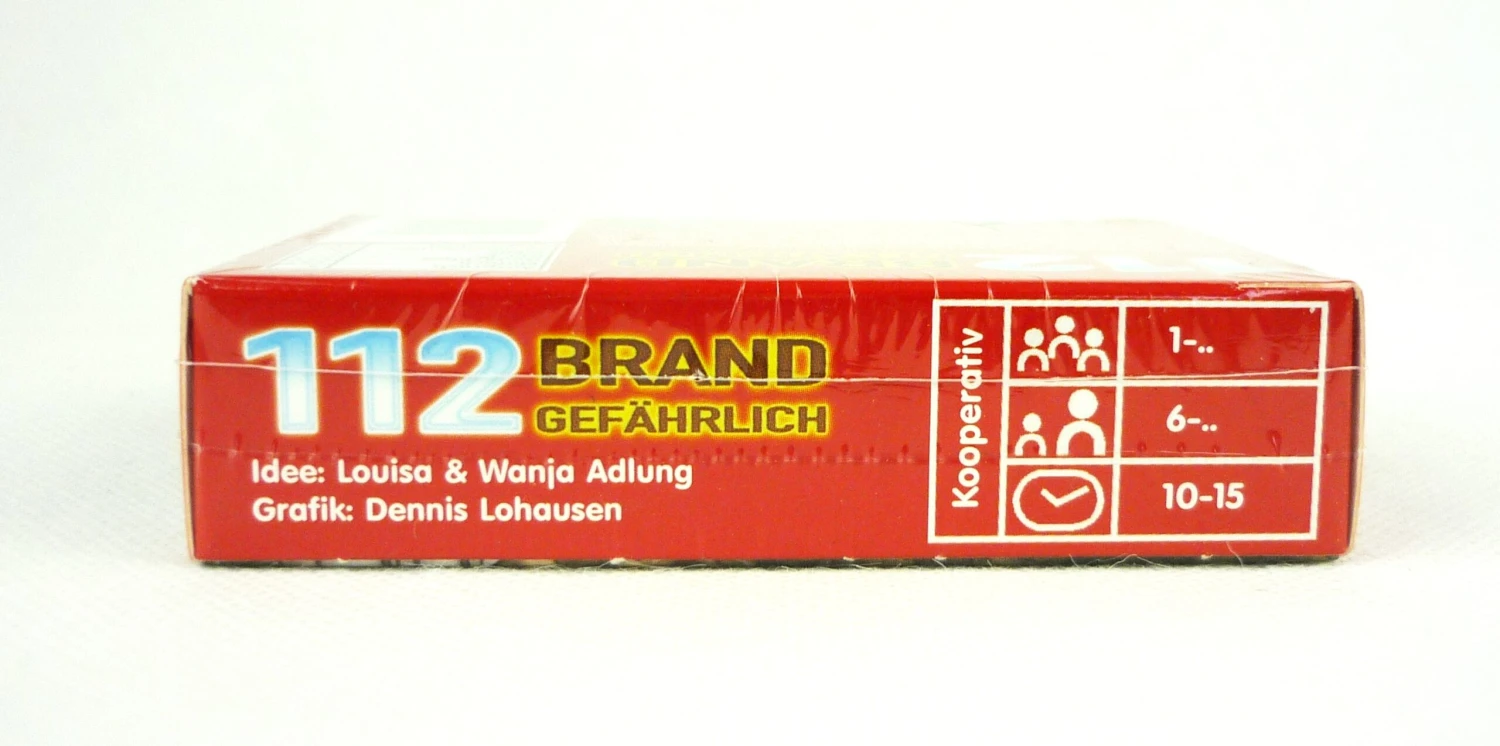 112 BRAND
GEFÄHRLICH
Idee: Louisa & Wanja Adlung
Grafik: Dennis Lohausen
Kooperativ
1-..
6-..
10-15